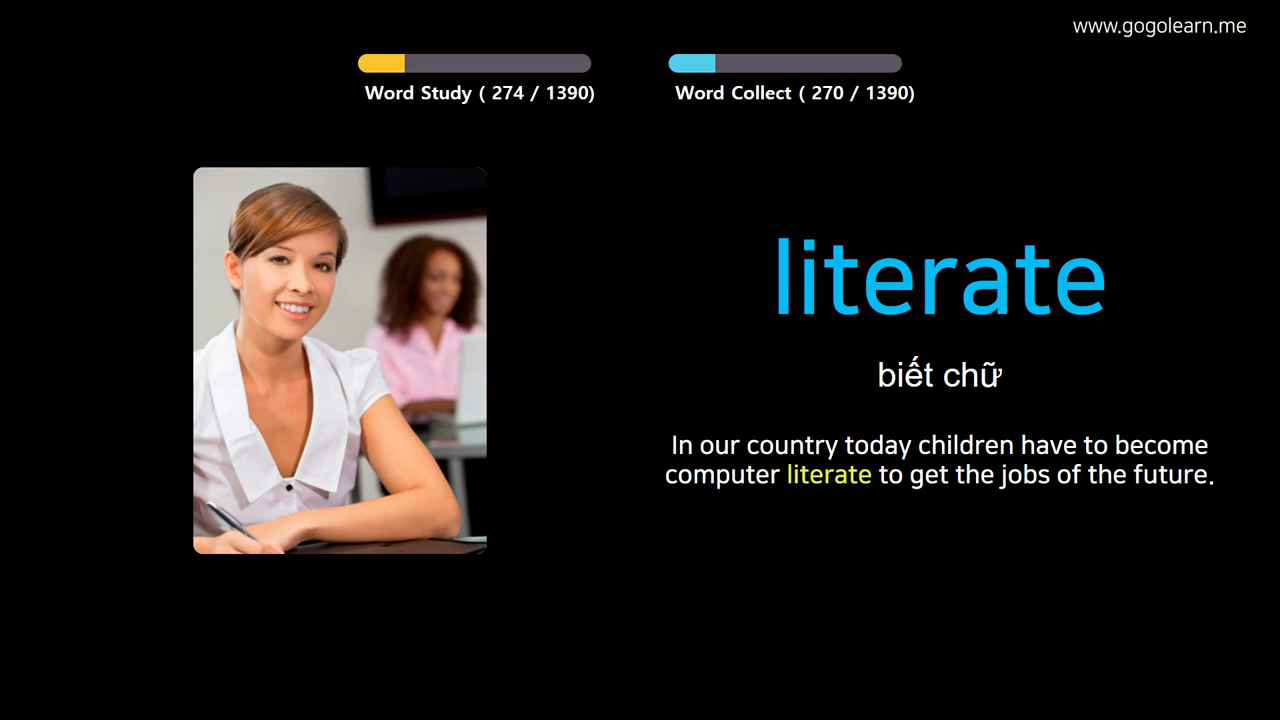 www.gogolearn.me
Word Study ( 274 / 1390)
Word Collect ( 270 / 1390)
literate
biết chữ
In our country today children have to become
computer literate to get the jobs of the future.